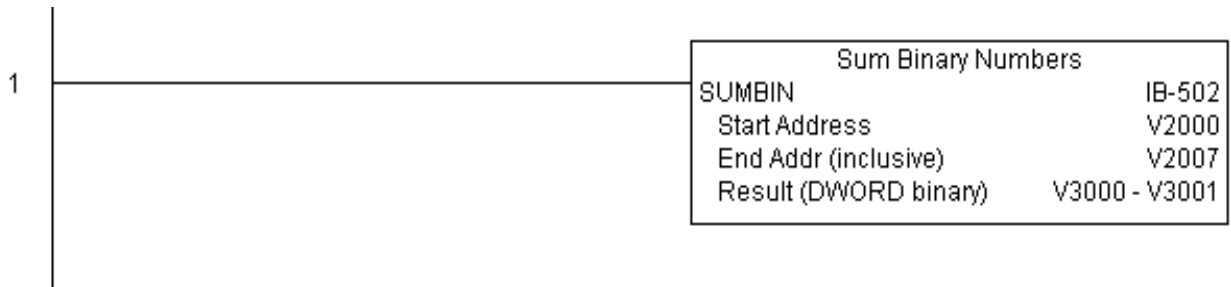 1
Sum Binary Numbers
SUMBIN IB-502
Start Address V2000
End Addr (inclusive) V2007
Result (DWORD binary) V3000 - V3001